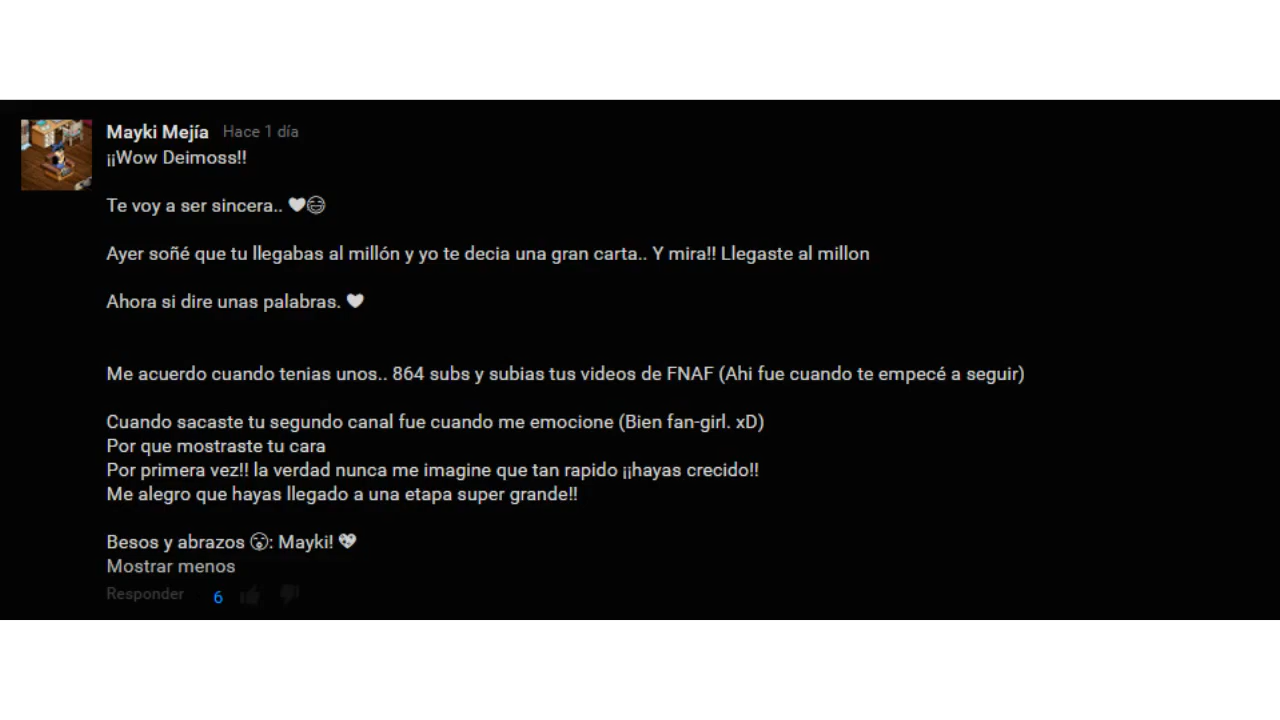 Mayki Mejía Hace 1 día
¡¡Wow Deimoss!!
Te voy a ser sincera.. 🖤😄
Ayer soñé que tu llegabas al millón y yo te decia una gran carta.. Y mira!! Llegaste al millon
Ahora si dire unas palabras. 🖤
Me acuerdo cuando tenias unos.. 864 subs y subias tus videos de FNAF (Ahi fue cuando te empecé a seguir)
Cuando sacaste tu segundo canal fue cuando me emocione (Bien fan-girl. xD)
Por que mostraste tu cara
Por primera vez!! la verdad nunca me imagine que tan rapido ¡¡hayas crecido!!
Me alegro que hayas llegado a una etapa super grande!!
Besos y abrazos 😮: Mayki! 💖
Mostrar menos
Responder 6